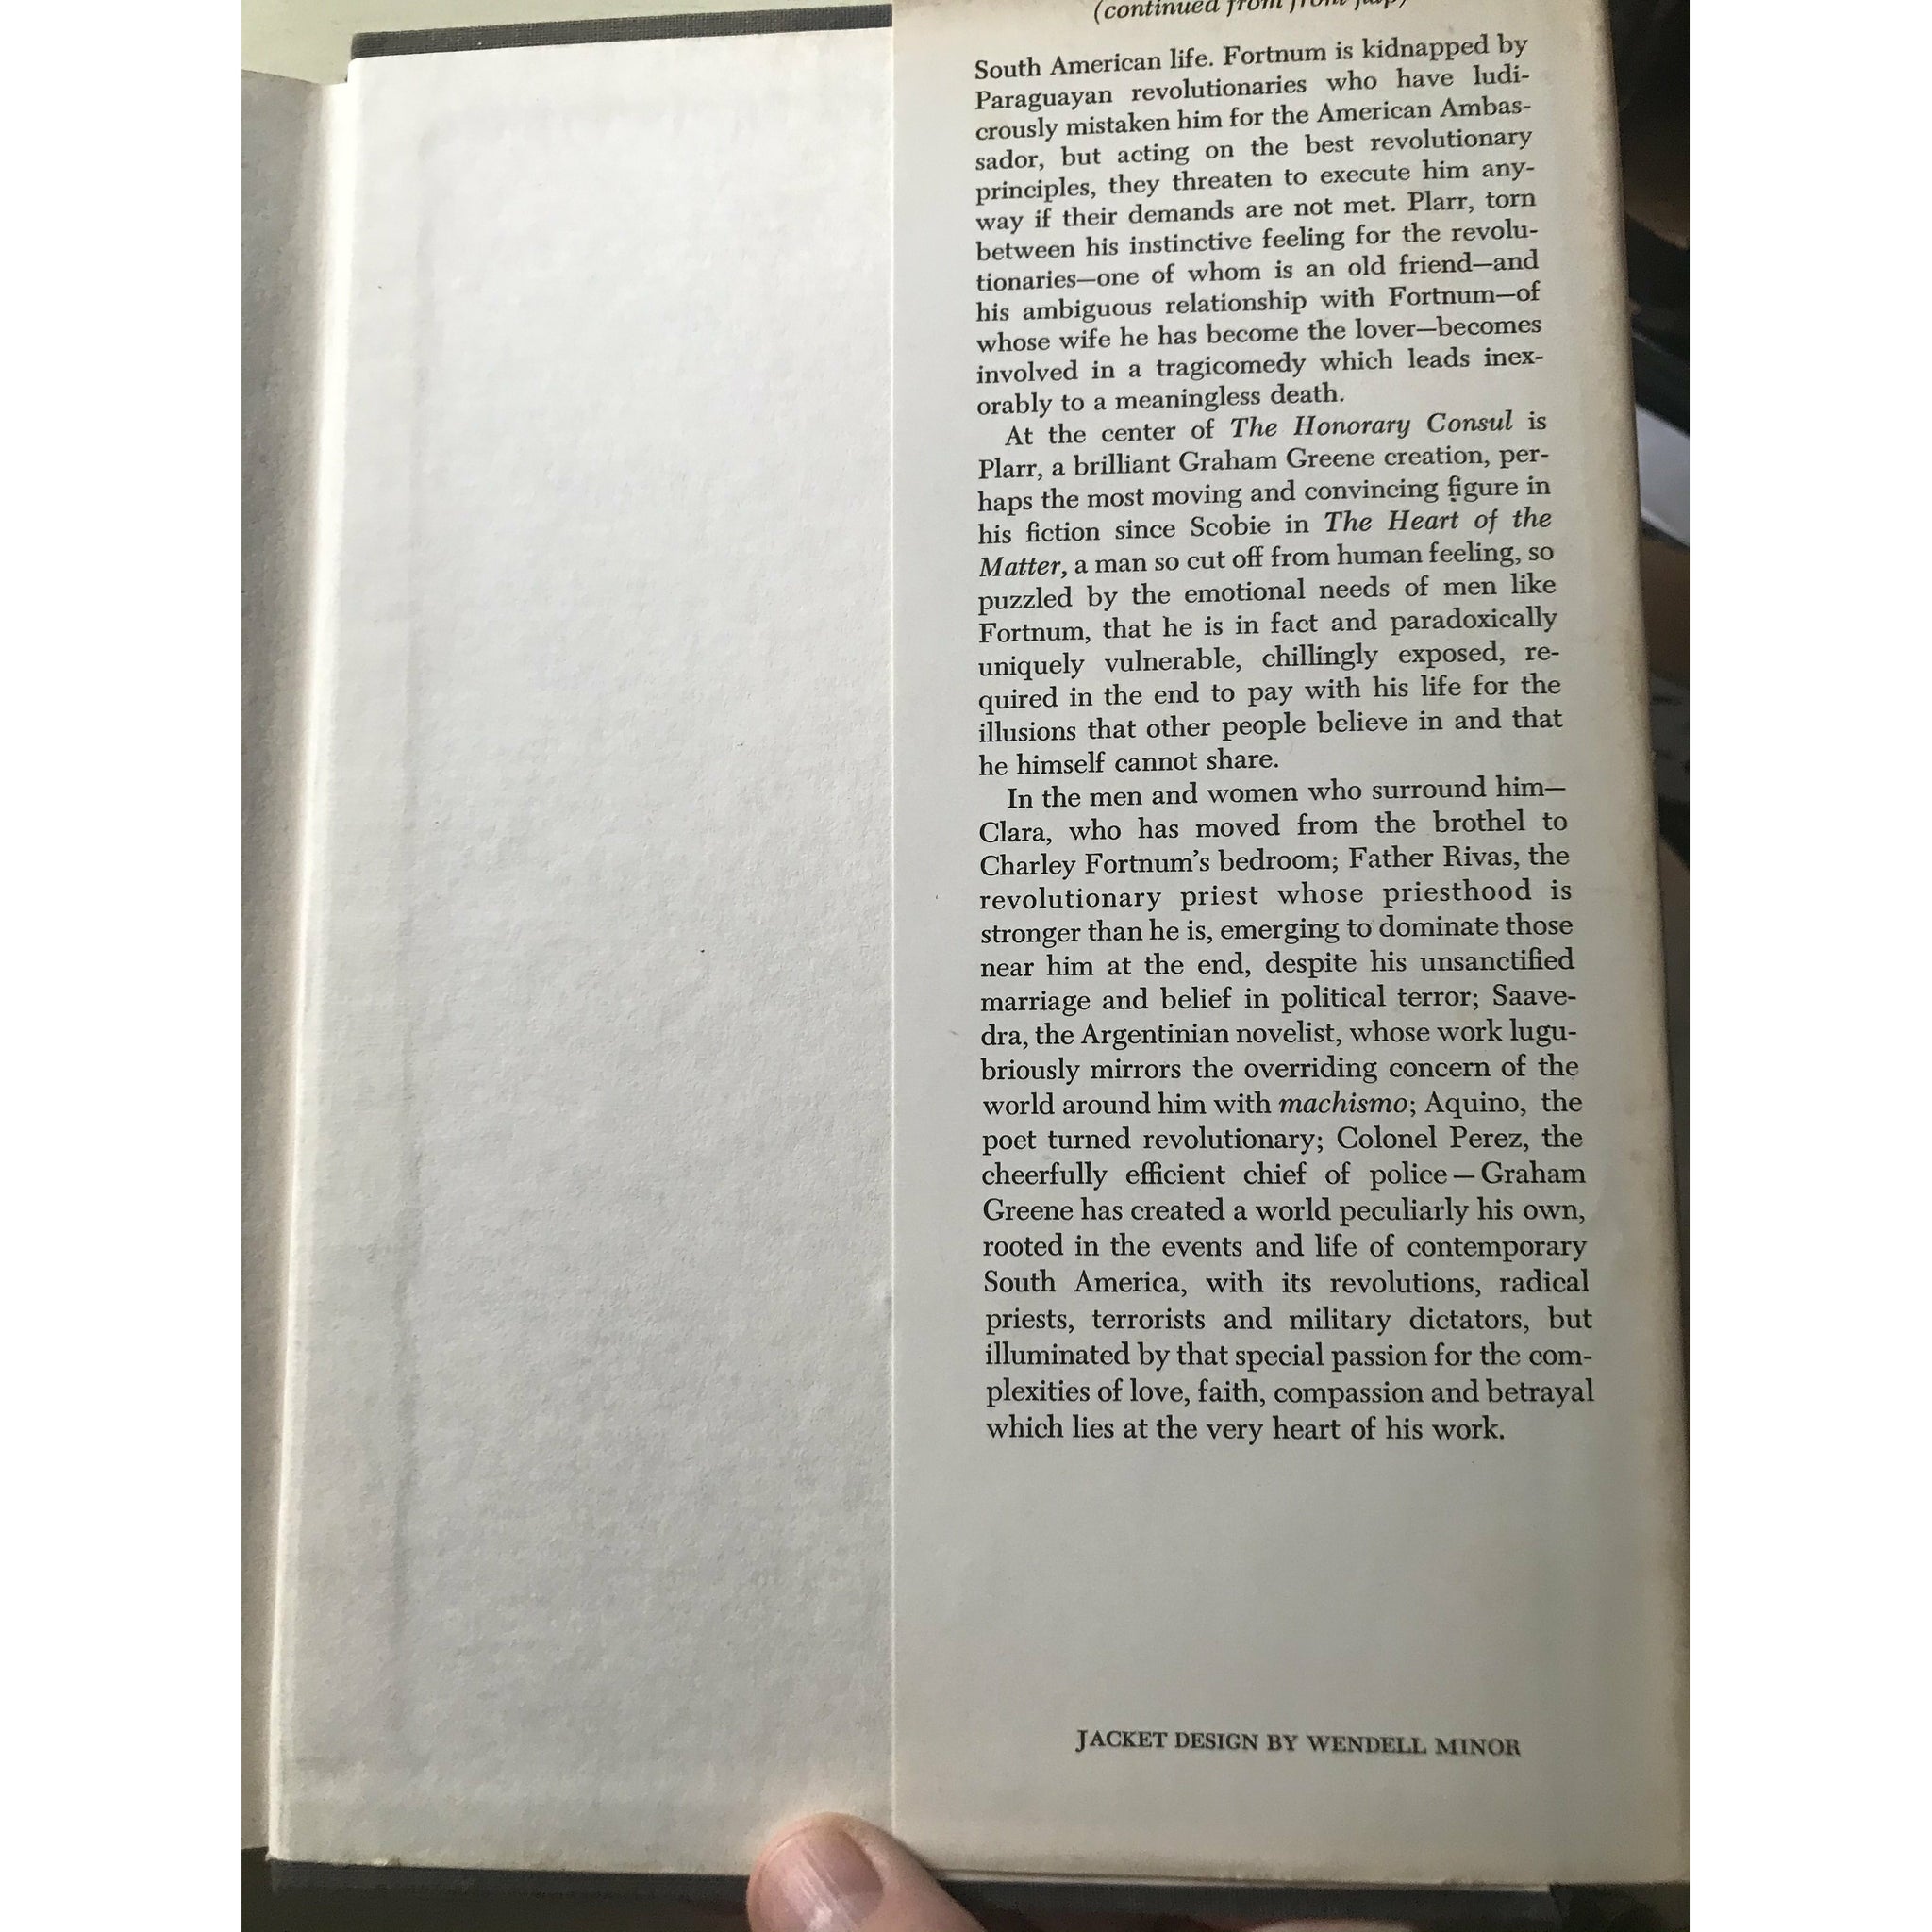 (continued from front flap)
South American life. Fortnum is kidnapped by
Paraguayan revolutionaries who have ludi-
crously mistaken him for the American Ambas-
sador, but acting on the best revolutionary
principles, they threaten to execute him any-
way if their demands are not met. Plarr, torn
between his instinctive feeling for the revolu-
tionaries—one of whom is an old friend—and
his ambiguous relationship with Fortnum—of
whose wife he has become the lover—becomes
involved in a tragicomedy which leads inex-
orably to a meaningless death.
At the center of The Honorary Consul is
Plarr, a brilliant Graham Greene creation, per-
haps the most moving and convincing figure in
his fiction since Scobie in The Heart of the
Matter, a man so cut off from human feeling, so
puzzled by the emotional needs of men like
Fortnum, that he is in fact and paradoxically
uniquely vulnerable, chillingly exposed, re-
quired in the end to pay with his life for the
illusions that other people believe in and that
he himself cannot share.
In the men and women who surround him—
Clara, who has moved from the brothel to
Charley Fortnum's bedroom; Father Rivas, the
revolutionary priest whose priesthood is
stronger than he is, emerging to dominate those
near him at the end, despite his unsanctified
marriage and belief in political terror; Saave-
dra, the Argentinian novelist, whose work lugu-
briously mirrors the overriding concern of the
world around him with machismo; Aquino, the
poet turned revolutionary; Colonel Perez, the
cheerfully efficient chief of police—Graham
Greene has created a world peculiarly his own,
rooted in the events and life of contemporary
South America, with its revolutions, radical
priests, terrorists and military dictators, but
illuminated by that special passion for the com-
plexities of love, faith, compassion and betrayal
which lies at the very heart of his work.
JACKET DESIGN BY WENDELL MINOR